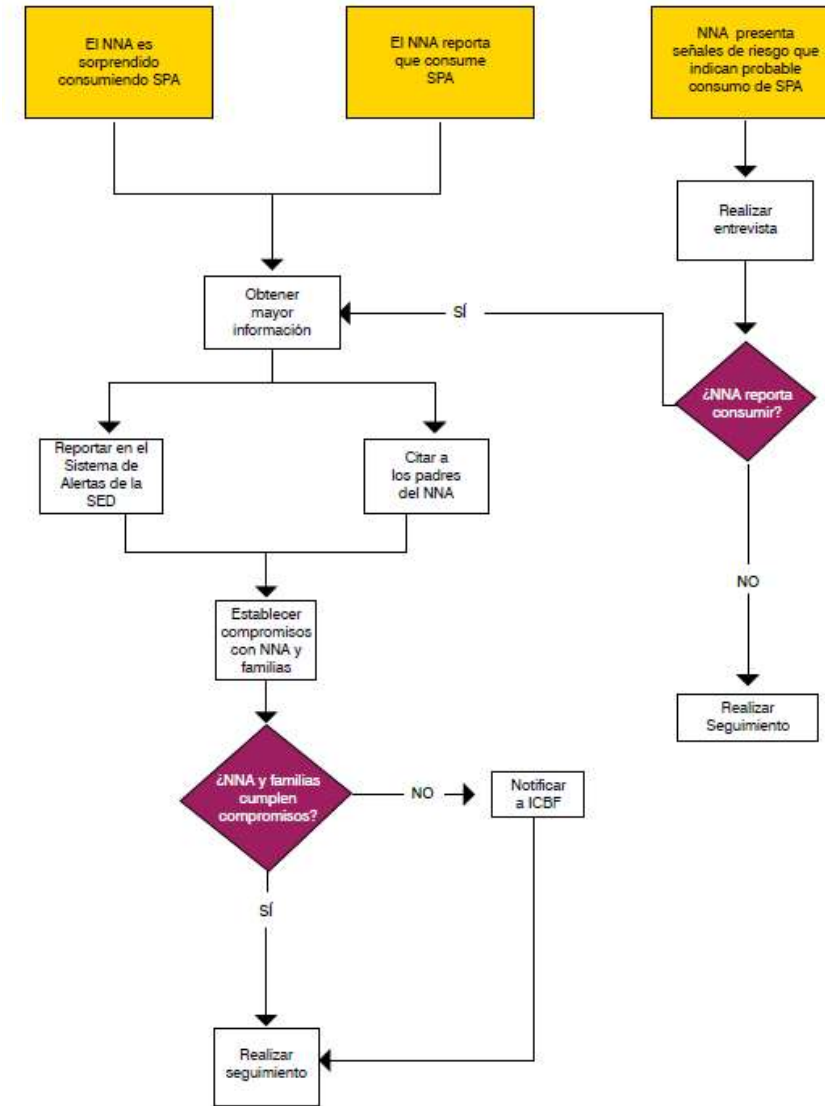 El NNA es
sorprendido
consumiendo SPA
El NNA reporta
que consume
SPA
NNA presenta
señales de riesgo que
indican probable
consumo de SPA
Realizar
entrevista
Obtener
mayor
información
SÍ
¿NNA reporta
consumir?
Reportar en el
Sistema de
Alertas de la
SED
Citar a
los padres
del NNA
NO
Establecer
compromisos
con NNA y
familias
Realizar
Seguimiento
¿NNA y familias
cumplen
compromisos?
NO
Notificar
a ICBF
SÍ
Realizar
seguimiento